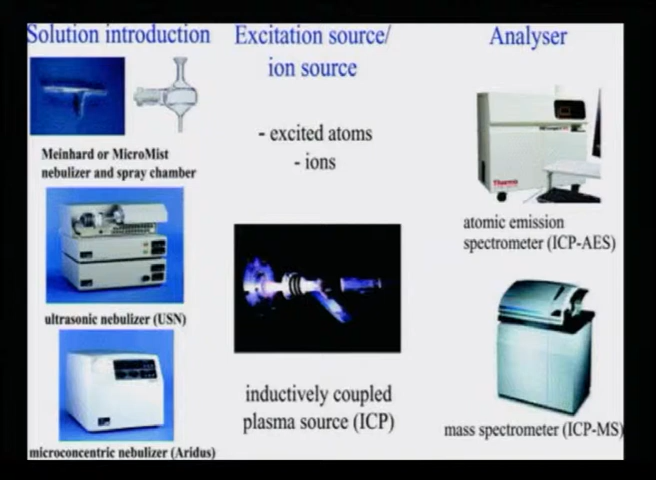 Solution introduction
Excitation source/
ion source
Analyser
- excited atoms
- ions
Meinhard or MicroMist
nebulizer and spray chamber
Thermo
atomic emission
spectrometer (ICP-AES)
ultrasonic nebulizer (USN)
inductively coupled
plasma source (ICP)
mass spectrometer (ICP-MS)
microconcentric nebulizer (Aridus)